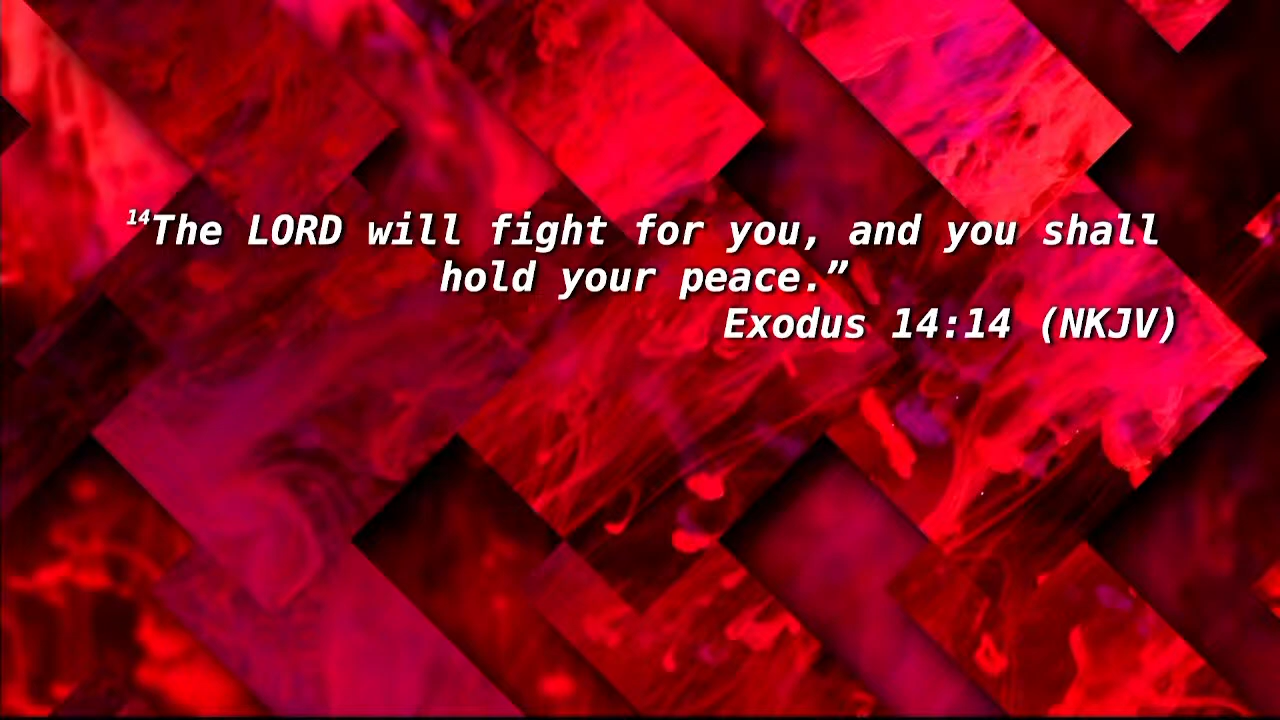 ¹⁴The LORD will fight for you, and you shall
hold your peace.”
Exodus 14:14 (NKJV)